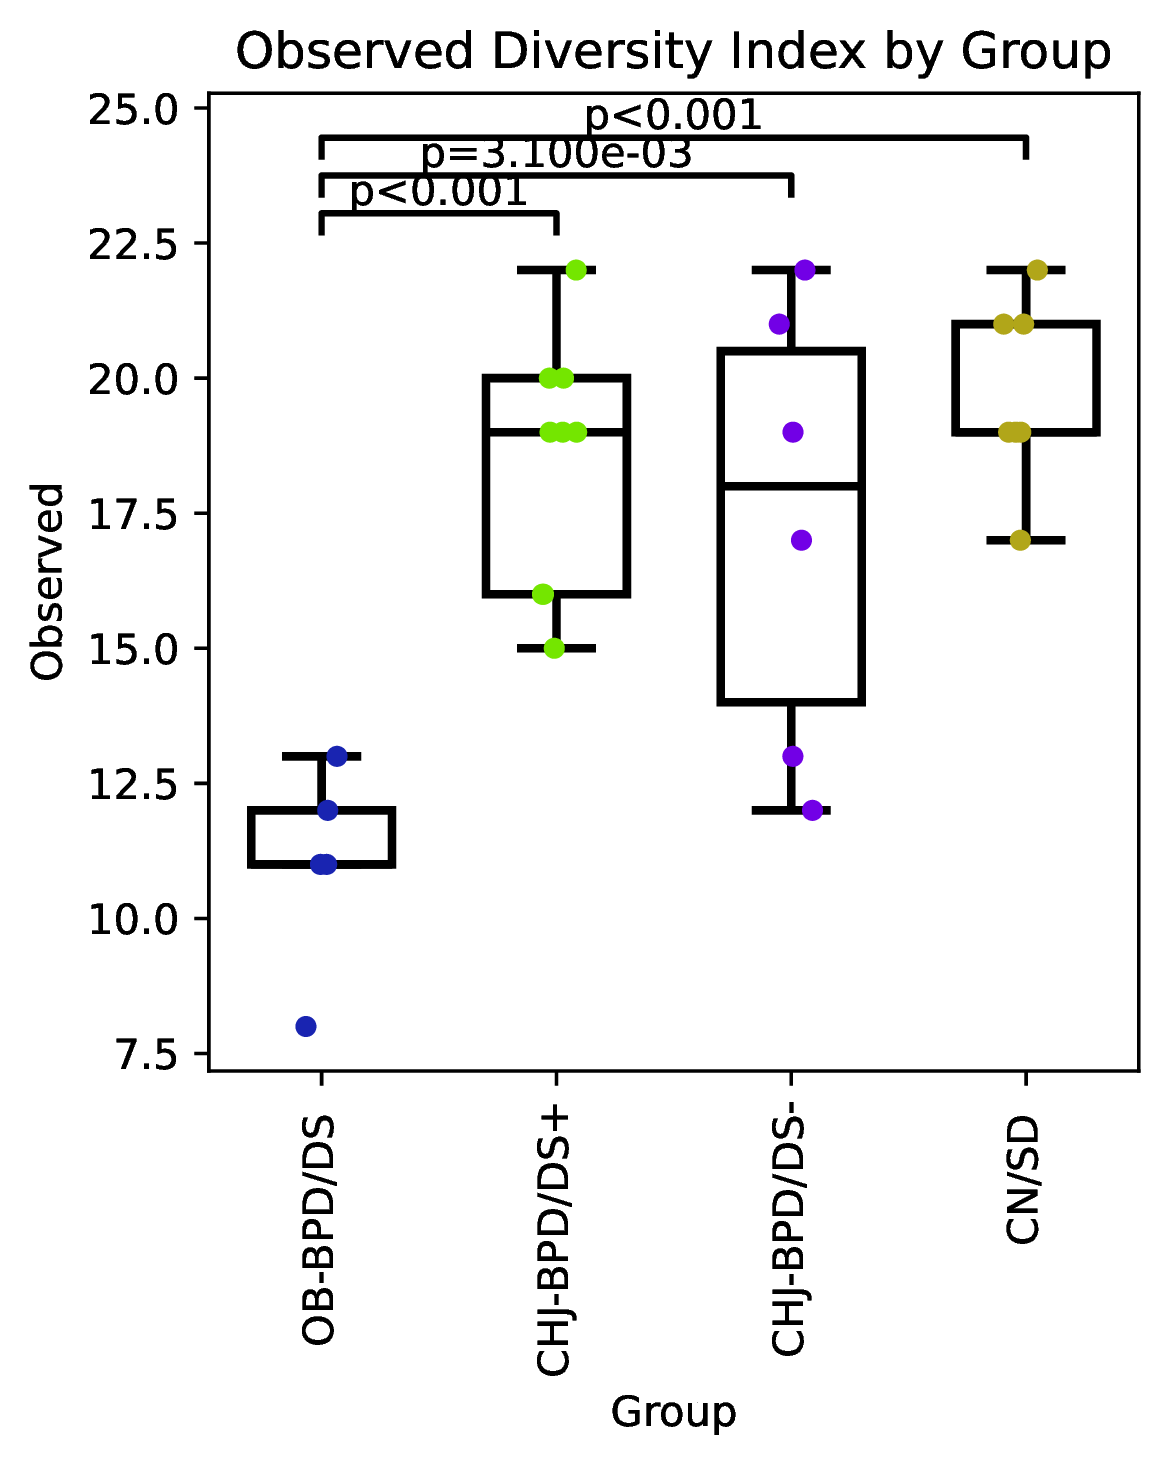 Observed Diversity Index by Group
25.0
22.5
20.0
17.5
15.0
12.5
10.0
7.5
Observed
p<0.001
p=3.100e-03
p<0.001
OB-BPD/DS
CHJ-BPD/DS+
CHJ-BPD/DS-
CN/SD
Group